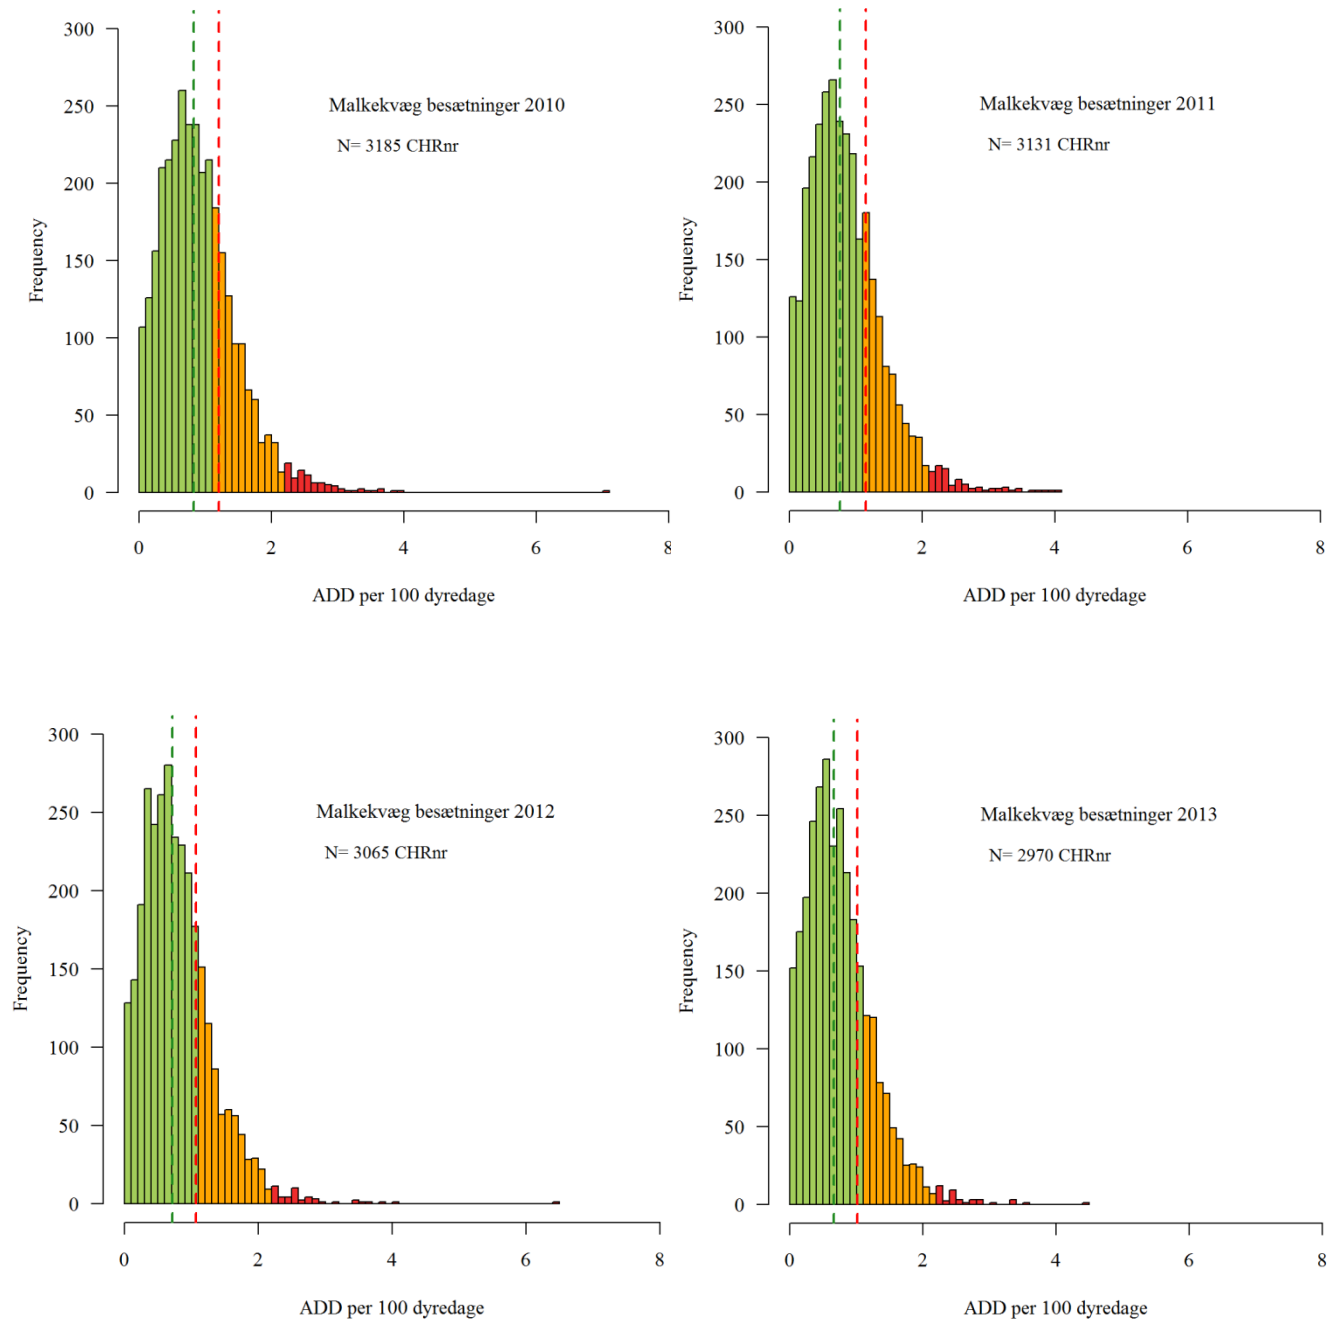 300
250
200
150
100
50
0
Frequency
Malkekvæg besætninger 2010
N= 3185 CHRnr
0 2 4 6 8
ADD per 100 dyredage
300
250
200
150
100
50
0
Frequency
Malkekvæg besætninger 2011
N= 3131 CHRnr
0 2 4 6 8
ADD per 100 dyredage
300
250
200
150
100
50
0
Frequency
Malkekvæg besætninger 2012
N= 3065 CHRnr
0 2 4 6 8
ADD per 100 dyredage
300
250
200
150
100
50
0
Frequency
Malkekvæg besætninger 2013
N= 2970 CHRnr
0 2 4 6 8
ADD per 100 dyredage